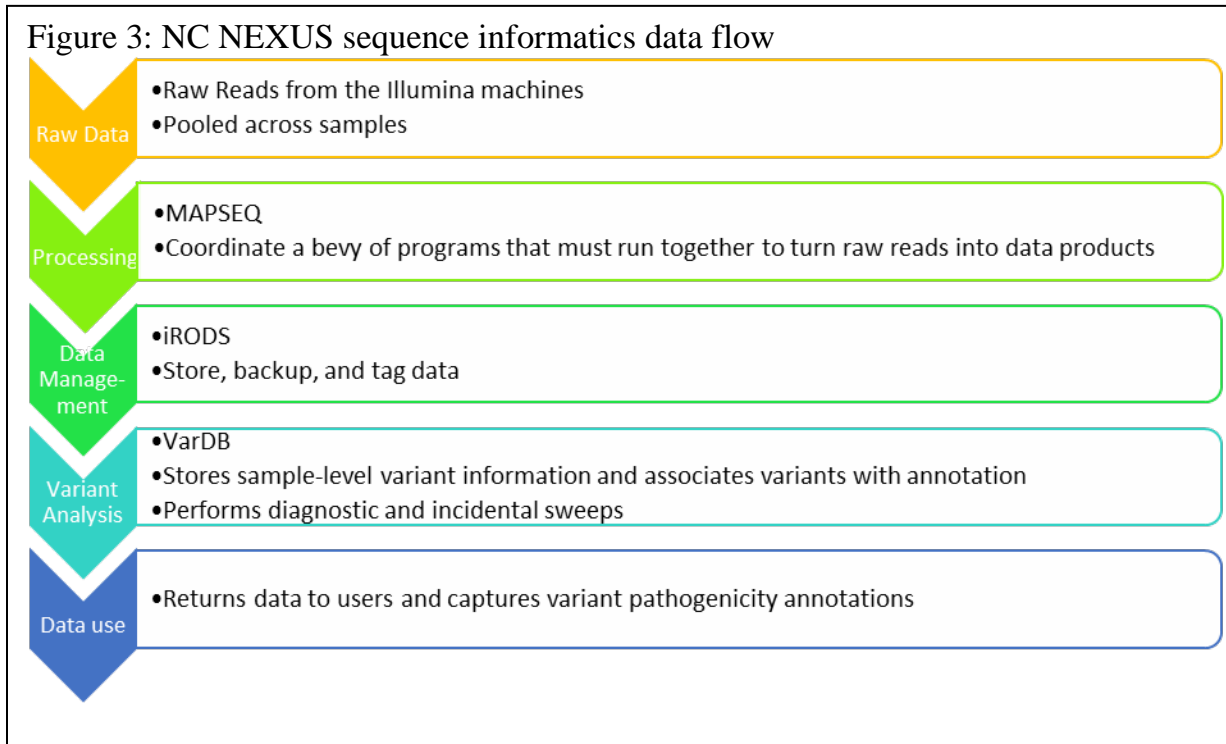 Figure 3: NC NEXUS sequence informatics data flow
Raw Data
•Raw Reads from the Illumina machines
•Pooled across samples
Processing
•MAPSEQ
•Coordinate a bevy of programs that must run together to turn raw reads into data products
Data
Manage-
ment
•iRODS
•Store, backup, and tag data
Variant
Analysis
•VarDB
•Stores sample-level variant information and associates variants with annotation
•Performs diagnostic and incidental sweeps
Data use
•Returns data to users and captures variant pathogenicity annotations